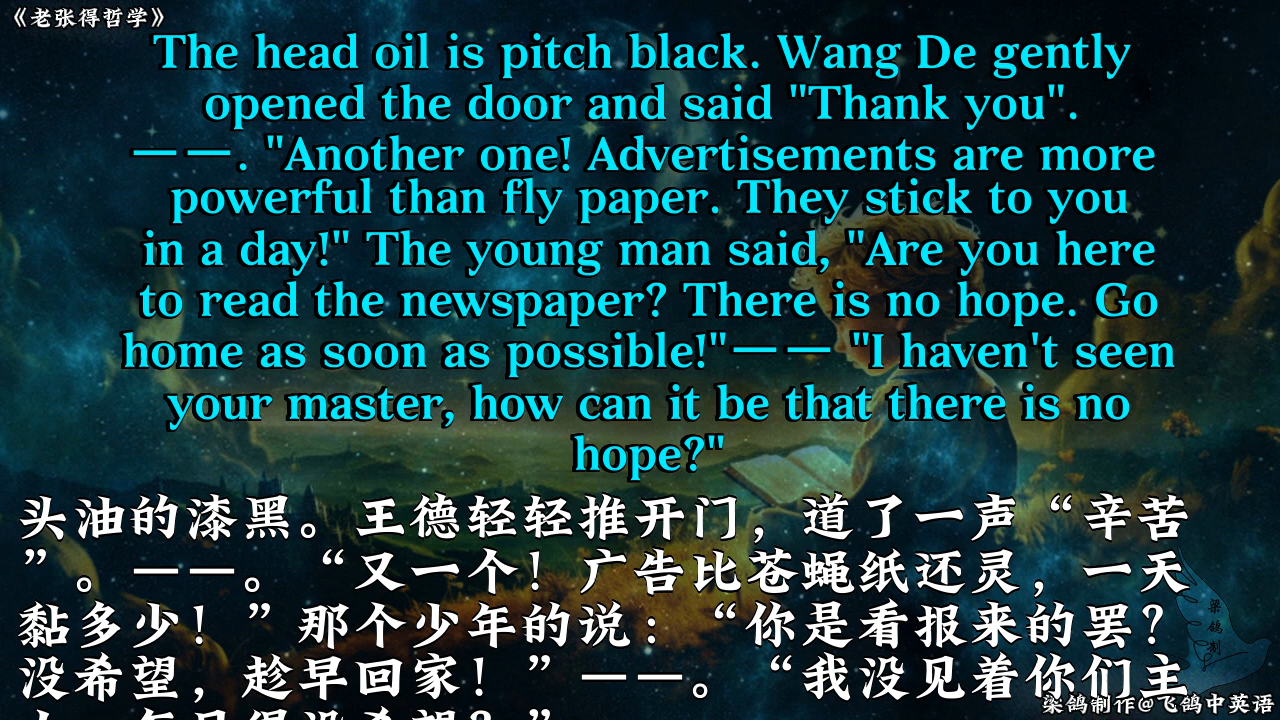 《老张得哲学》
The head oil is pitch black. Wang De gently
opened the door and said "Thank you".
——. "Another one! Advertisements are more
powerful than fly paper. They stick to you
in a day!" The young man said, "Are you here
to read the newspaper? There is no hope. Go
home as soon as possible!"—— "I haven't seen
your master, how can it be that there is no
hope?"
头油的漆黑。王德轻轻推开门，道了一声“辛苦
”。——。“又一个！广告比苍蝇纸还灵，一天
黏多少！”那个少年的说：“你是看报来的罢？
没希望，趁早回家！”——。“我没见着你们主
没希望？”
梁鸽制
梁鸽制作@飞鸽中英语